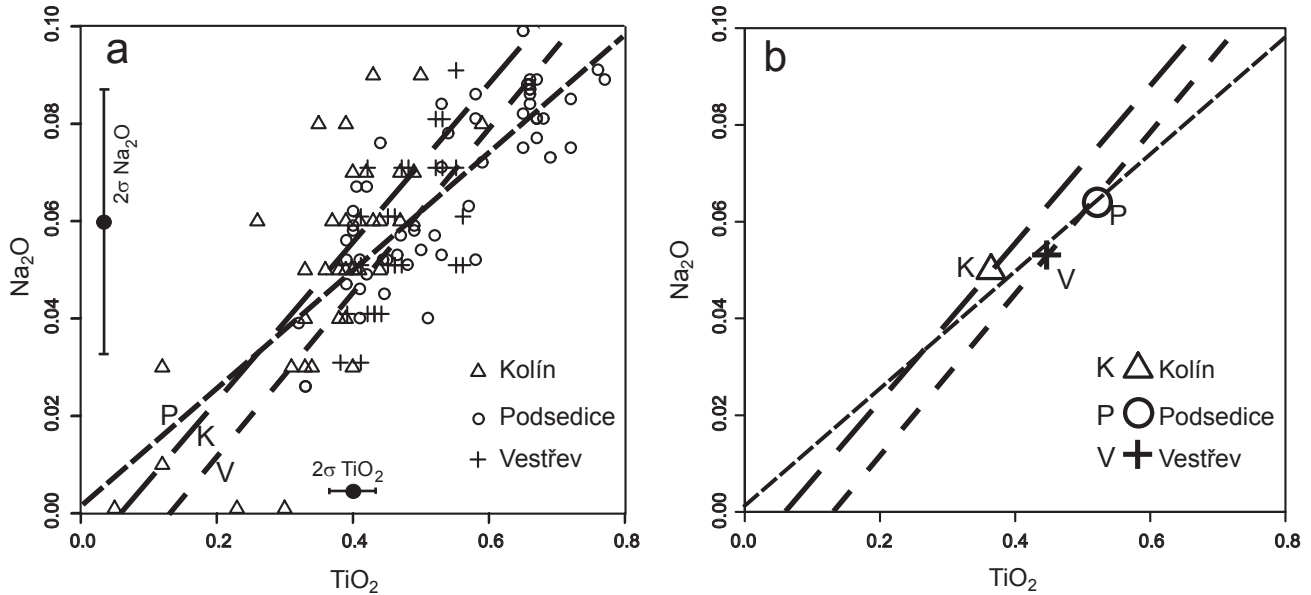 a
Na₂O
0.10
0.08
0.06
0.04
0.02
0.00
2σ Na₂O
P
K
V
2σ TiO₂
Kolín
Podsedice
Vestřev
0.0 0.2 0.4 0.6 0.8
TiO₂
b
Na₂O
0.10
0.08
0.06
0.04
0.02
0.00
K
P
V
K Kolín
P Podsedice
V Vestřev
0.0 0.2 0.4 0.6 0.8
TiO₂